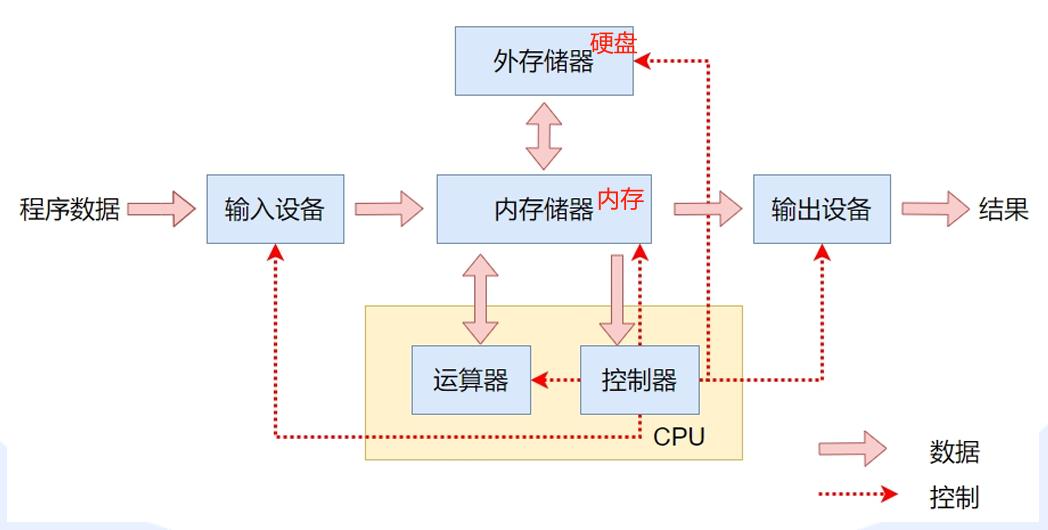 外存储器
硬盘
程序数据
输入设备
内存储器
内存
输出设备
结果
运算器
控制器
CPU
数据
控制